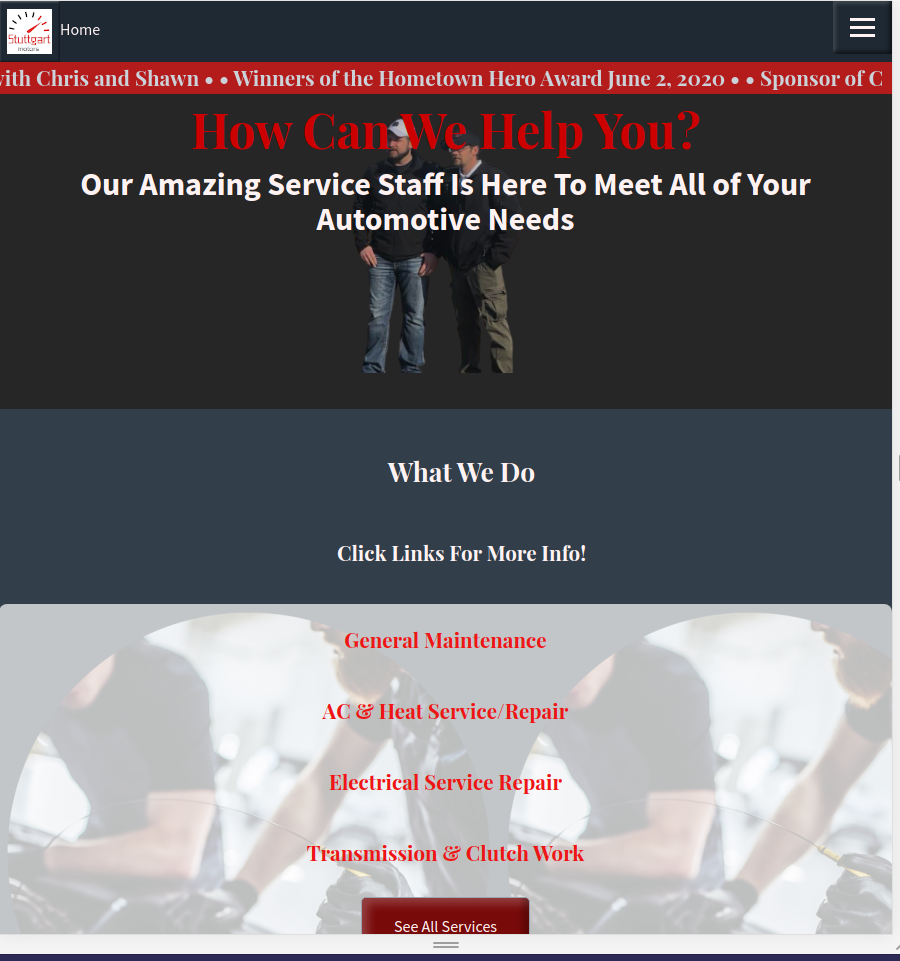 Stuttgart
motors
Home
with Chris and Shawn • • Winners of the Hometown Hero Award June 2, 2020 • • Sponsor of C
How Can We Help You?
Our Amazing Service Staff Is Here To Meet All of Your
Automotive Needs
What We Do
Click Links For More Info!
General Maintenance
AC & Heat Service/Repair
Electrical Service Repair
Transmission & Clutch Work
See All Services